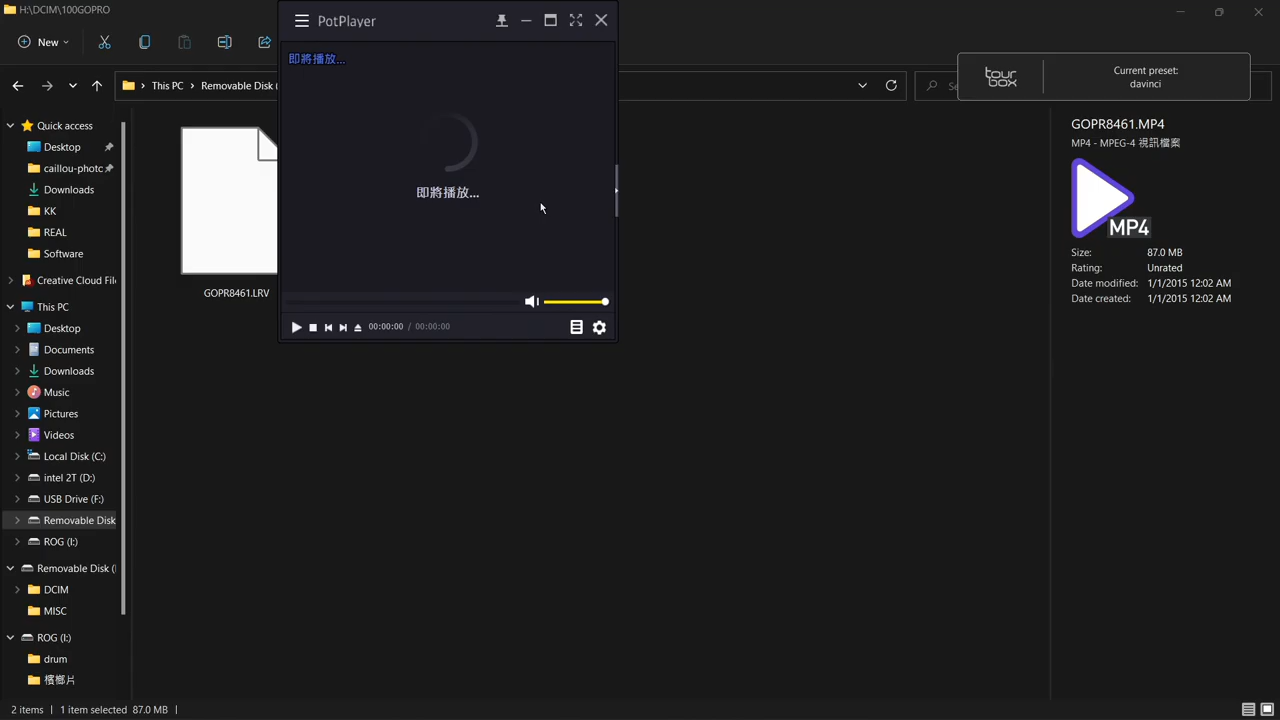 H:\DCIM\100GOPRO
PotPlayer
New
即將播放...
This PC
Removable Disk
Current preset:
davinci
tour
box
Quick access
Desktop
caillou-photc
Downloads
KK
REAL
Software
Creative Cloud File
This PC
Desktop
Documents
Downloads
Music
Pictures
Videos
Local Disk (C:)
intel 2T (D:)
USB Drive (F:)
Removable Disk
ROG (I:)
Removable Disk (
DCIM
MISC
ROG (I:)
drum
檳榔片
GOPR8461.LRV
即將播放...
00:00:00 / 00:00:00
GOPR8461.MP4
MP4 - MPEG-4 視訊檔案
MP4
Size: 87.0 MB
Rating: Unrated
Date modified: 1/1/2015 12:02 AM
Date created: 1/1/2015 12:02 AM
2 items
1 item selected 87.0 MB